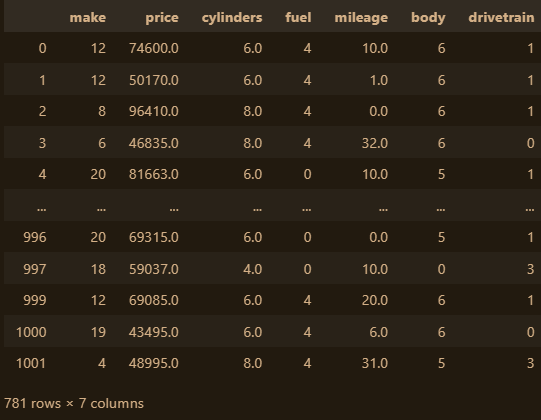 make price cylinders fuel mileage body drivetrain
0 12 74600.0 6.0 4 10.0 6 1
1 12 50170.0 6.0 4 1.0 6 1
2 8 96410.0 8.0 4 0.0 6 1
3 6 46835.0 8.0 4 32.0 6 0
4 20 81663.0 6.0 0 10.0 5 1
... ... ... ... ... ... ... ...
996 20 69315.0 6.0 0 0.0 5 1
997 18 59037.0 4.0 0 10.0 0 3
999 12 69085.0 6.0 4 20.0 6 1
1000 19 43495.0 6.0 4 6.0 6 0
1001 4 48995.0 8.0 4 31.0 5 3
781 rows × 7 columns